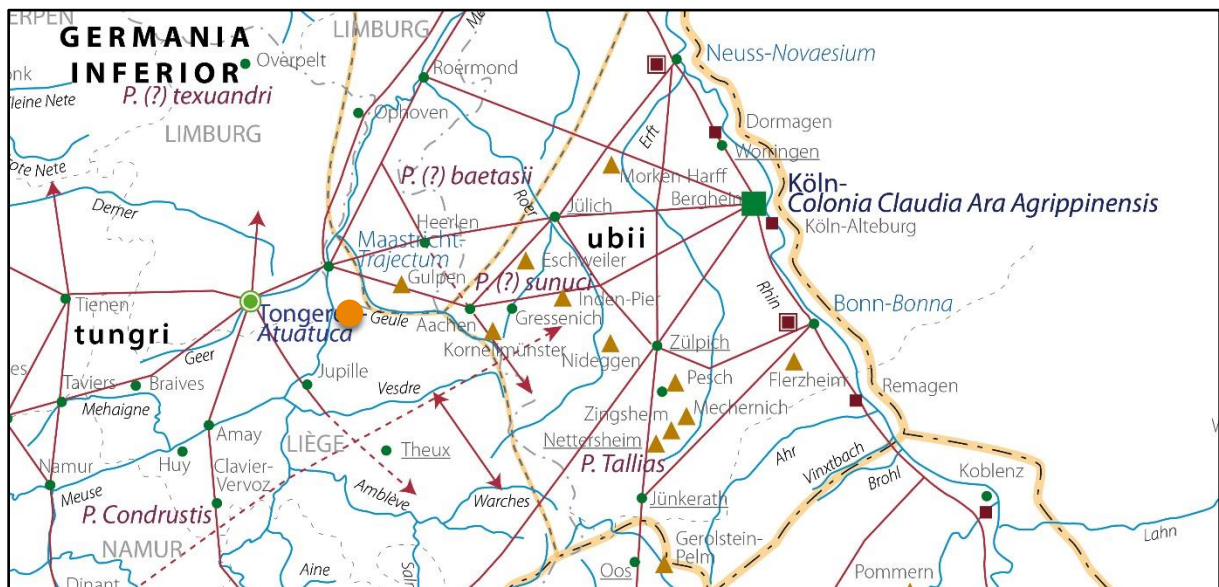 ERPEN
GERMANIA
INFERIOR
LIMBURG
Overpelt
P. (?) texuandri
LIMBURG
Roermond
Neuss-Novaesium
Ophoven
Erft
Dormagen
Worringen
Morken-Harff
Bergheim
Köln-
Colonia Claudia Ara Agrippinensis
Köln-Alteburg
P. (?) baetasii
Roer
Heerlen
Jülich
ubii
Demer
Maastricht-
Trajectum
Gulpen
Eschweiler
P. (?) sunuci
Inden-Pier
Rhin
Bonn-Bonna
Tienen
tungri
Atuatuca
Geule
Aachen
Gressenich
Kornelimünster
Nideggen
Zülpich
Geer
Taviers
Braives
Mehaigne
Jupille
Vesdre
Pesch
Flerzheim
Remagen
Zingsheim
Mechernich
Amay
LIÈGE
Theux
Nettersheim
P. Tallias
Huy
Namur
Meuse
Clavier-
Vervoz
Amblève
Warches
Ahr
Vinxtbach
Brohl
Koblenz
P. Condrustis
Jünkerath
NAMUR
Gerolstein-
Pelm
Lahn
Dinant
Aine
Oos
Pommern